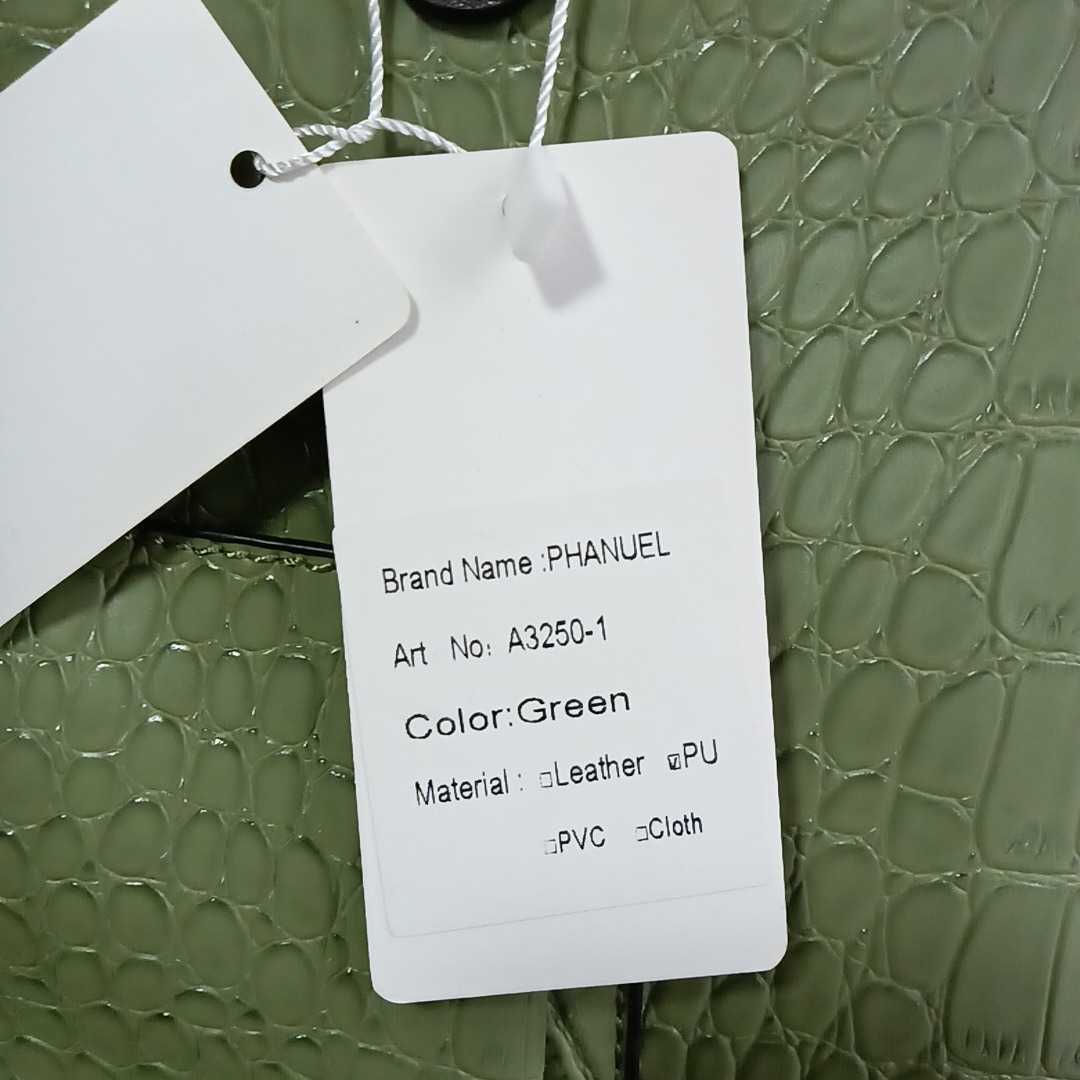 Brand Name :PHANUEL
Art No: A3250-1
Color:Green
Material : □Leather ☑PU
□PVC □Cloth